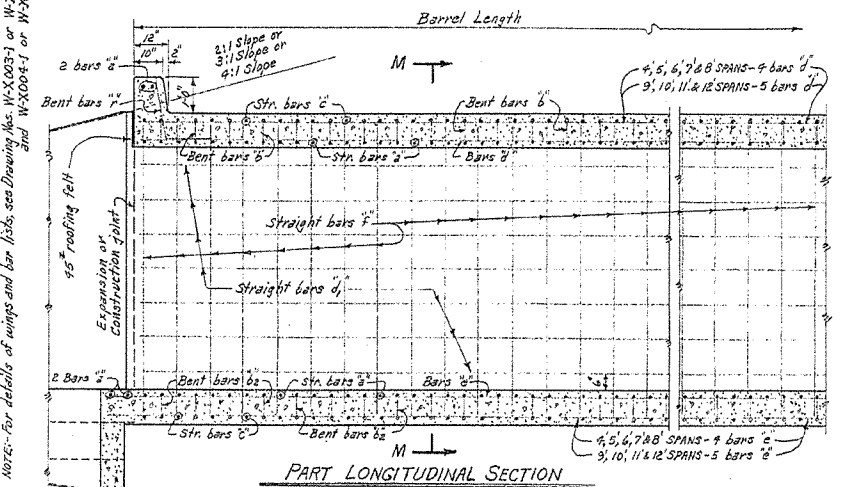 Barrel Length
12"
10"
2"
2:1 Slope or
3:1 Slope or
4:1 Slope
2 bars "a"
Bent bars "r"
M
Str. bars "c"
Bent bars "b"
4', 5', 6', 7' & 8' SPANS - 4 bars "d"
9', 10', 11' & 12' SPANS - 5 bars "d"
Bent bars "b"
Str. bars "a"
Bars "d"
45# roofing felt
Expansion or
Construction joint
Straight bars "f"
Straight bars "d1"
2 Bars "a"
Bent bars "b2"
Str. bars "a"
Bars "e"
6"
Str. bars "c"
Bent bars "b2"
4', 5', 6', 7' & 8' SPANS - 4 bars "e"
9', 10', 11' & 12' SPANS - 5 bars "e"
M
PART LONGITUDINAL SECTION
NOTE:- For details of wings and bar lists, see Drawing Nos. W-X003-1 or
and W-X004-1 or